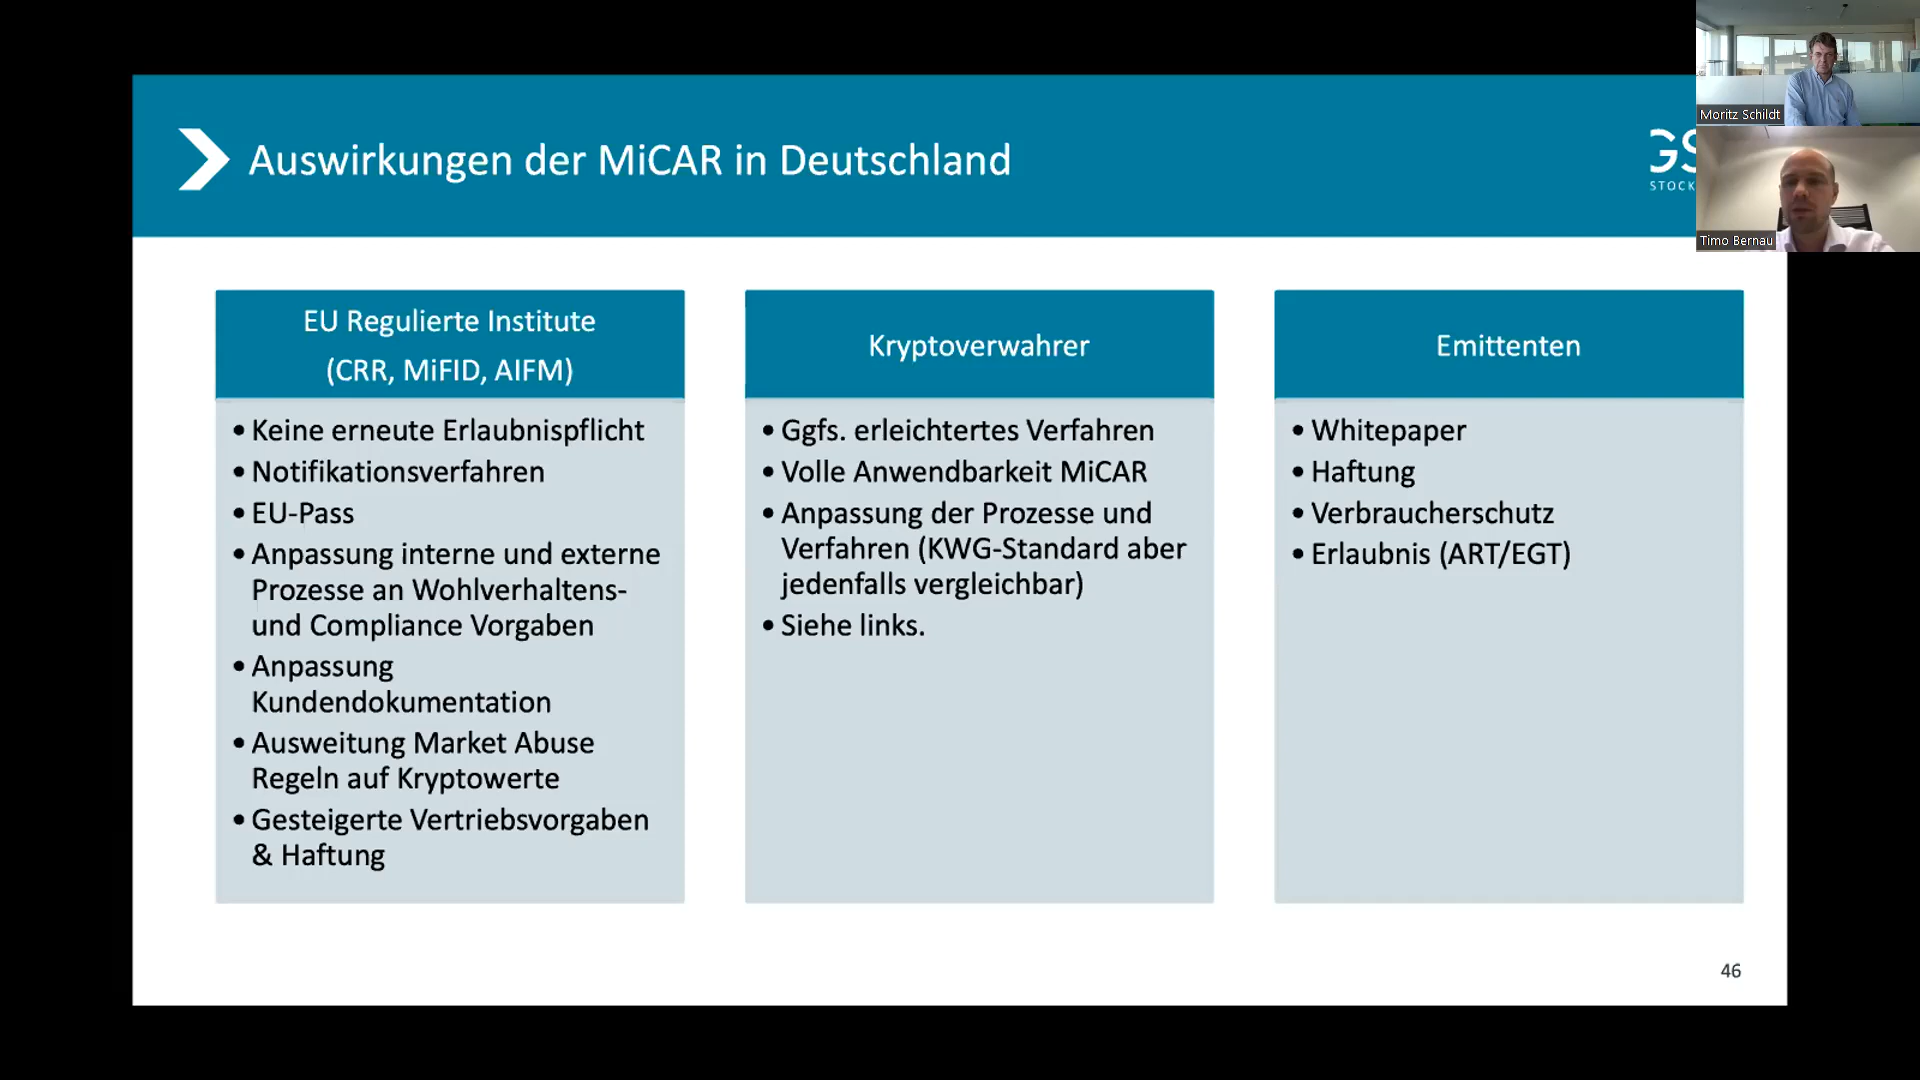 Auswirkungen der MiCAR in Deutschland
GS
STOCK
Moritz Schildt
Timo Bernau
EU Regulierte Institute
(CRR, MiFID, AIFM)
• Keine erneute Erlaubnispflicht
• Notifikationsverfahren
• EU-Pass
• Anpassung interne und externe
Prozesse an Wohlverhaltens-
und Compliance Vorgaben
• Anpassung
Kundendokumentation
• Ausweitung Market Abuse
Regeln auf Kryptowerte
• Gesteigerte Vertriebsvorgaben
& Haftung
Kryptoverwahrer
• Ggfs. erleichtertes Verfahren
• Volle Anwendbarkeit MiCAR
• Anpassung der Prozesse und
Verfahren (KWG-Standard aber
jedenfalls vergleichbar)
• Siehe links.
Emittenten
• Whitepaper
• Haftung
• Verbraucherschutz
• Erlaubnis (ART/EGT)
46